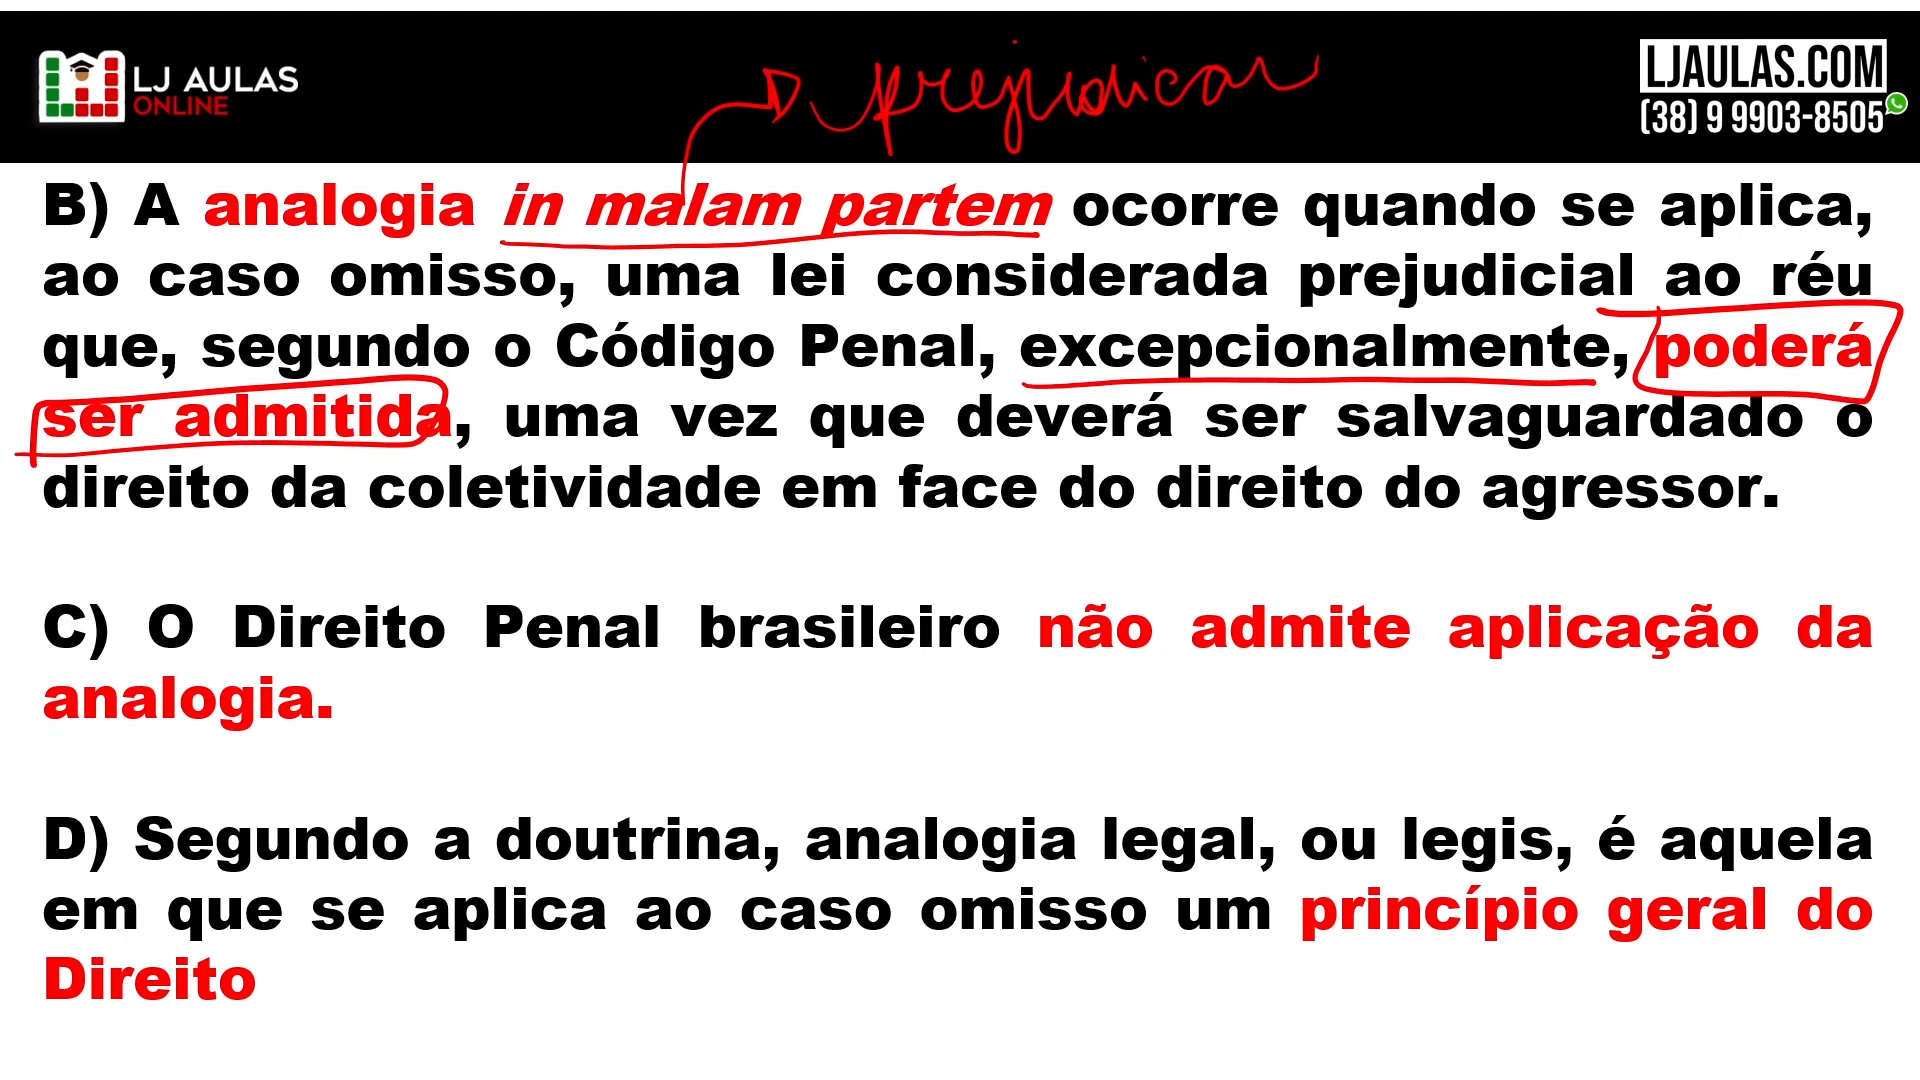 LJ AULAS
ONLINE
prejudicar
LJAULAS.COM
(38) 9 9903-8505
B) A analogia in malam partem ocorre quando se aplica,
ao caso omisso, uma lei considerada prejudicial ao réu
que, segundo o Código Penal, excepcionalmente, poderá
ser admitida, uma vez que deverá ser salvaguardado o
direito da coletividade em face do direito do agressor.
C) O Direito Penal brasileiro não admite aplicação da
analogia.
D) Segundo a doutrina, analogia legal, ou legis, é aquela
em que se aplica ao caso omisso um princípio geral do
Direito